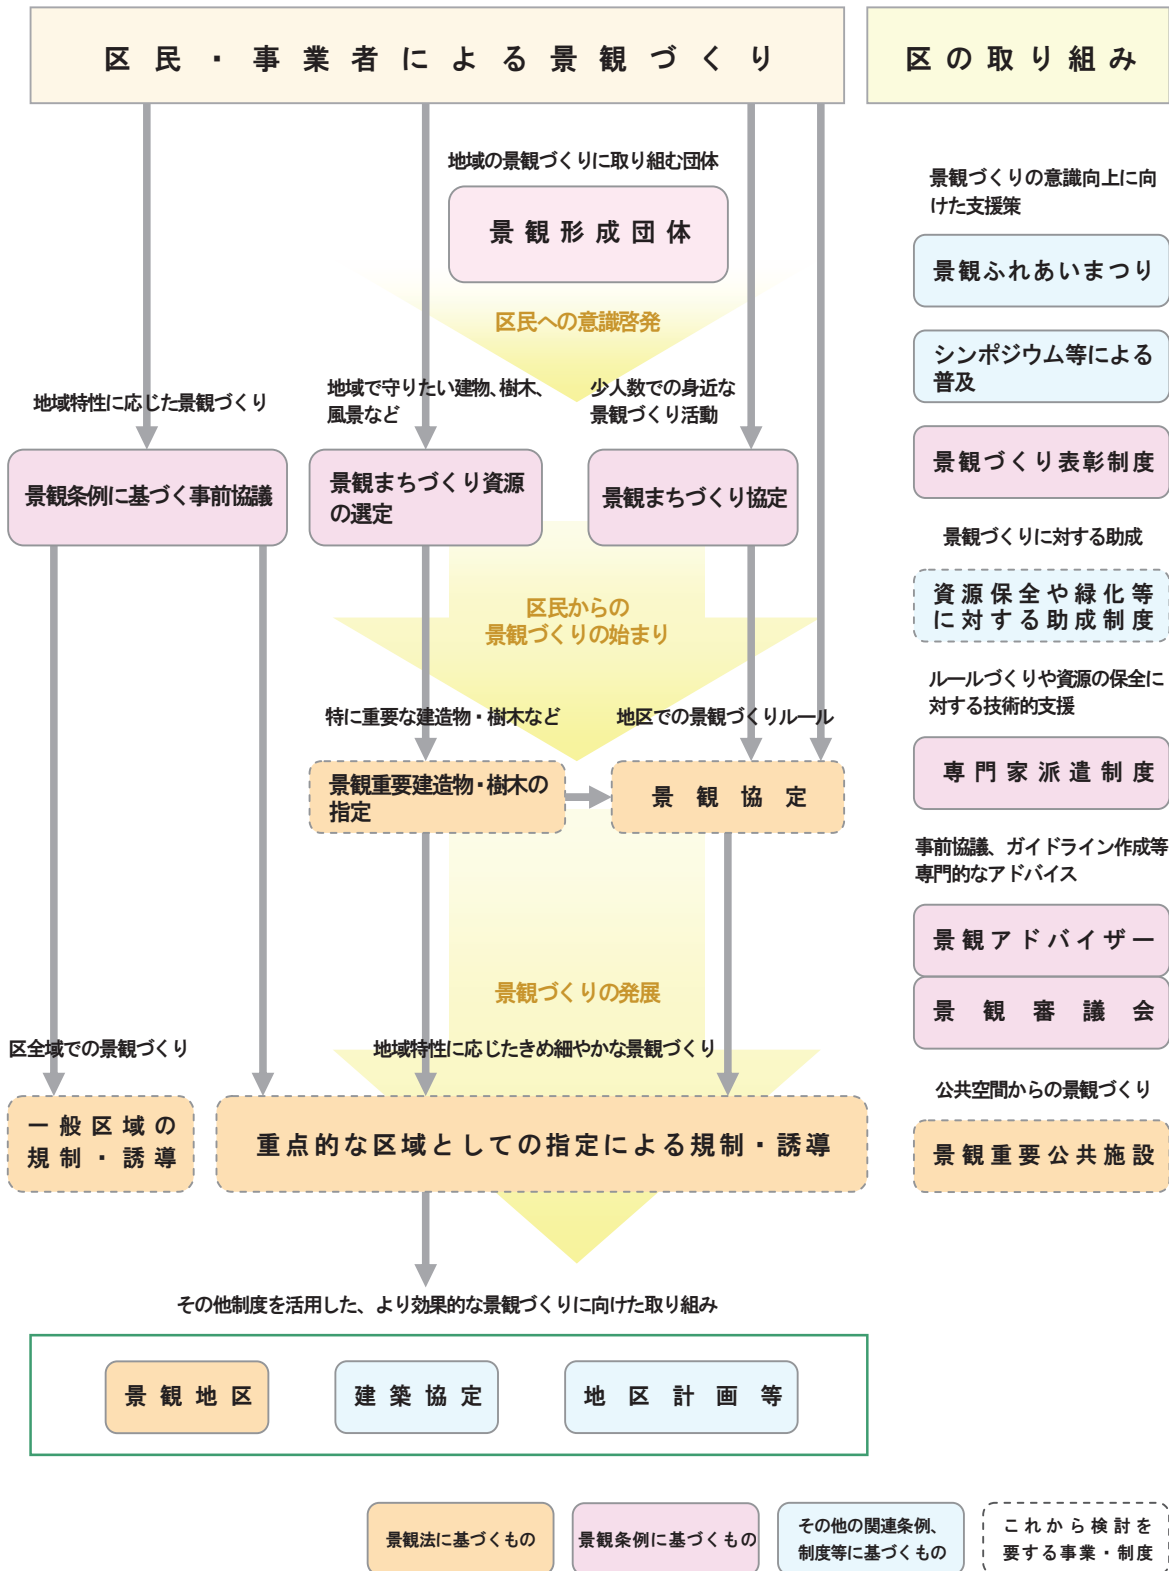 区民・事業者による景観づくり
区の取り組み
地域の景観づくりに取り組む団体
景観形成団体
区民への意識啓発
地域特性に応じた景観づくり
地域で守りたい建物、樹木、
風景など
少人数での身近な
景観づくり活動
景観条例に基づく事前協議
景観まちづくり資源
の選定
景観まちづくり協定
区民からの
景観づくりの始まり
特に重要な建造物・樹木など
地区での景観づくりルール
景観重要建造物・樹木の
指定
景観協定
景観づくりの発展
区全域での景観づくり
地域特性に応じたきめ細やかな景観づくり
一般区域の
規制・誘導
重点的な区域としての指定による規制・誘導
その他制度を活用した、より効果的な景観づくりに向けた取り組み
景観地区
建築協定
地区計画等
景観づくりの意識向上に向
けた支援策
景観ふれあいまつり
シンポジウム等による
普及
景観づくり表彰制度
景観づくりに対する助成
資源保全や緑化等
に対する助成制度
ルールづくりや資源の保全に
対する技術的支援
専門家派遣制度
事前協議、ガイドライン作成等
専門的なアドバイス
景観アドバイザー
景観審議会
公共空間からの景観づくり
景観重要公共施設
景観法に基づくもの
景観条例に基づくもの
その他の関連条例、
制度等に基づくもの
これから検討を
要する事業・制度